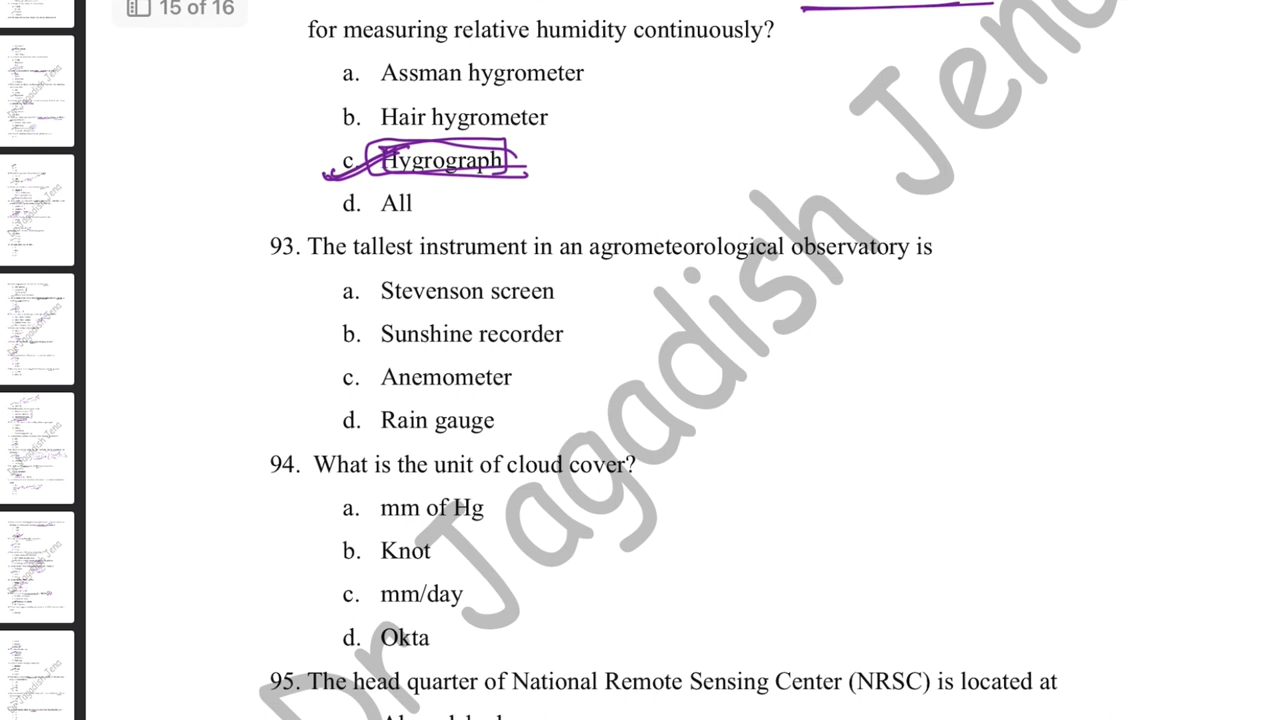 15 of 16
for measuring relative humidity continuously?
a. Assman hygrometer
b. Hair hygrometer
c. Hygrograph
d. All
93. The tallest instrument in an agrometeorological observatory is
a. Stevenson screen
b. Sunshine recorder
c. Anemometer
d. Rain gauge
94. What is the unit of cloud cover?
a. mm of Hg
b. Knot
c. mm/day
d. Okta
95. The head quarter of National Remote Sensing Center (NRSC) is located at
Dr Jagadish Jena